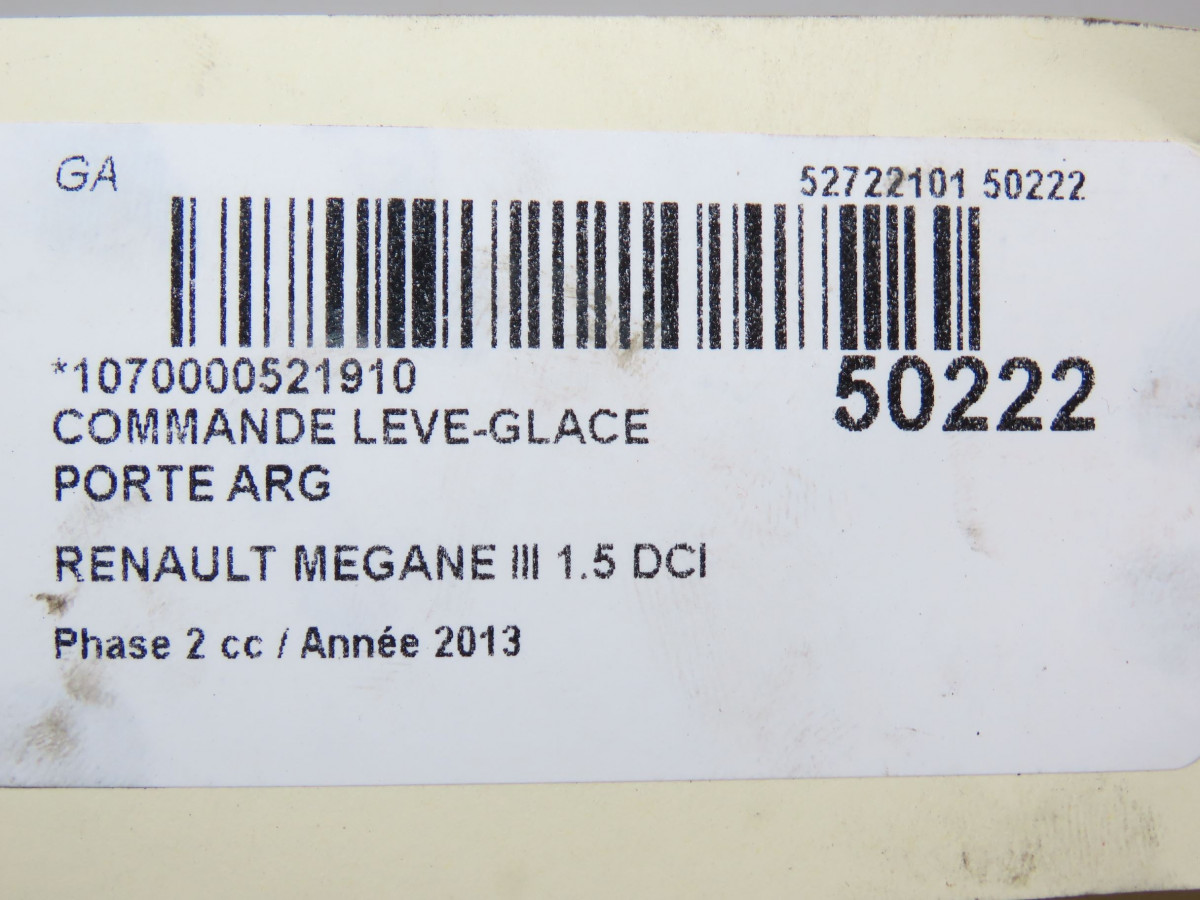 GA
52722101 50222
*1070000521910
50222
COMMANDE LEVE-GLACE
PORTE ARG
RENAULT MEGANE III 1.5 DCI
Phase 2 cc / Année 2013